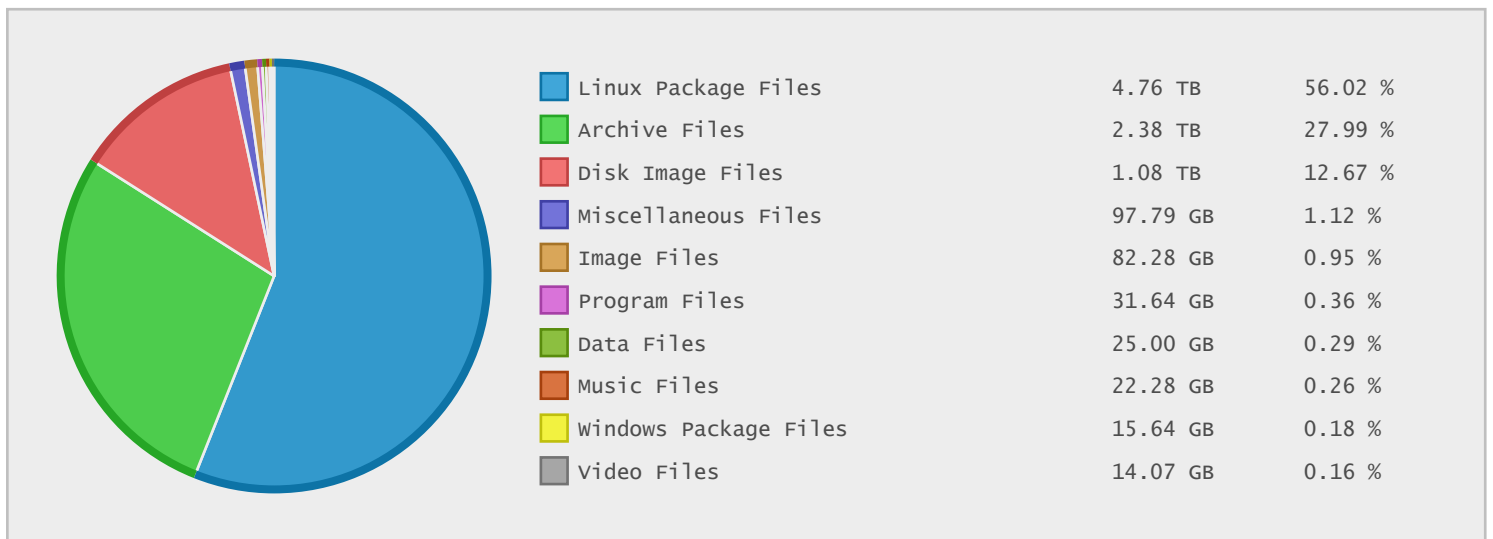 Linux Package Files 4.76 TB 56.02 %
Archive Files 2.38 TB 27.99 %
Disk Image Files 1.08 TB 12.67 %
Miscellaneous Files 97.79 GB 1.12 %
Image Files 82.28 GB 0.95 %
Program Files 31.64 GB 0.36 %
Data Files 25.00 GB 0.29 %
Music Files 22.28 GB 0.26 %
Windows Package Files 15.64 GB 0.18 %
Video Files 14.07 GB 0.16 %